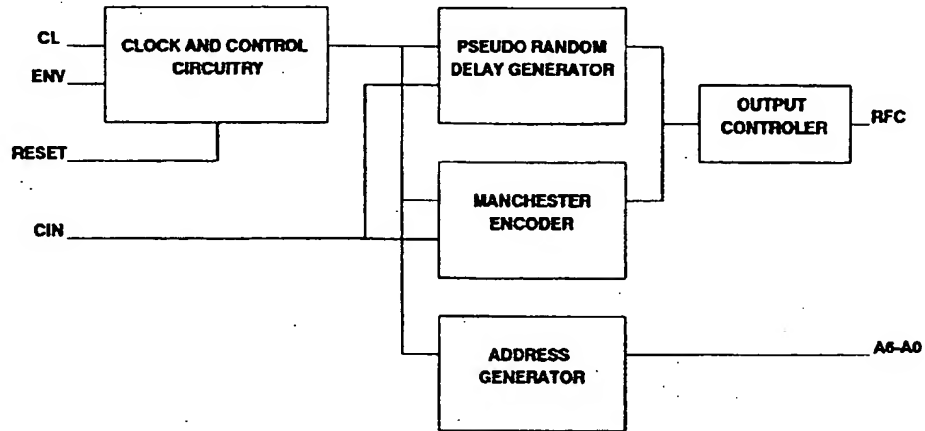 CL
ENV
RESET
CIN
CLOCK AND CONTROL
CIRCUITRY
PSEUDO RANDOM
DELAY GENERATOR
MANCHESTER
ENCODER
ADDRESS
GENERATOR
OUTPUT
CONTROLER
RFC
A6-A0